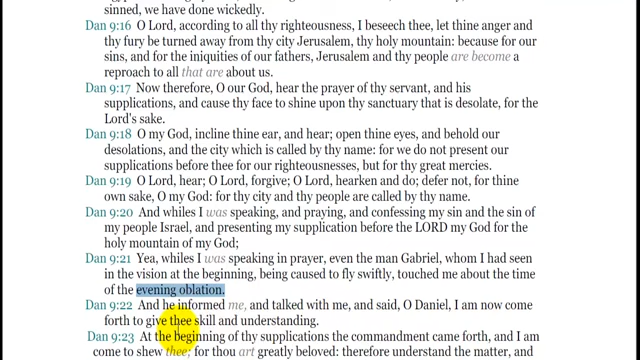 sinned, we have done wickedly.
Dan 9:16 O Lord, according to all thy righteousness, I beseech thee, let thine anger and
thy fury be turned away from thy city Jerusalem, thy holy mountain: because for our
sins, and for the iniquities of our fathers, Jerusalem and thy people are become a
reproach to all that are about us.
Dan 9:17 Now therefore, O our God, hear the prayer of thy servant, and his
supplications, and cause thy face to shine upon thy sanctuary that is desolate, for the
Lord's sake.
Dan 9:18 O my God, incline thine ear, and hear; open thine eyes, and behold our
desolations, and the city which is called by thy name: for we do not present our
supplications before thee for our righteousnesses, but for thy great mercies.
Dan 9:19 O Lord, hear; O Lord, forgive; O Lord, hearken and do; defer not, for thine
own sake, O my God: for thy city and thy people are called by thy name.
Dan 9:20 And whiles I was speaking, and praying, and confessing my sin and the sin of
my people Israel, and presenting my supplication before the LORD my God for the
holy mountain of my God;
Dan 9:21 Yea, whiles I was speaking in prayer, even the man Gabriel, whom I had seen
in the vision at the beginning, being caused to fly swiftly, touched me about the time
of the evening oblation.
Dan 9:22 And he informed me, and talked with me, and said, O Daniel, I am now come
forth to give thee skill and understanding.
Dan 9:23 At the beginning of thy supplications the commandment came forth, and I am
come to shew thee; for thou art greatly beloved: therefore understand the matter, and